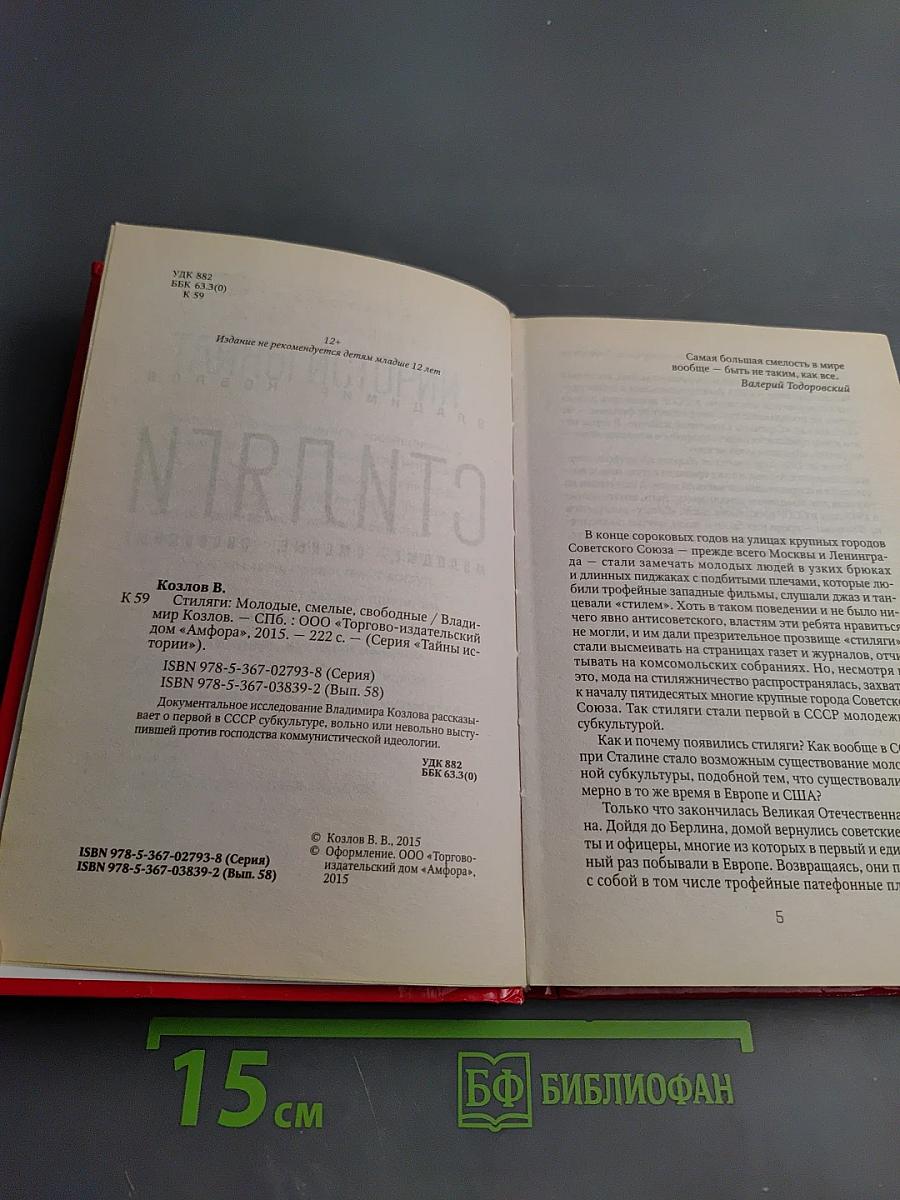 УДК 882
ББК 63.3(0)
К 59
12+
Издание не рекомендуется детям младше 12 лет
СТИЛЯГИ
Козлов В.
К 59 Стиляги: Молодые, смелые, свободные / Влади-
мир Козлов. — СПб. : ООО «Торгово-издательский
дом «Амфора», 2015. — 222 с. — (Серия «Тайны ис-
тории»).
ISBN 978-5-367-02793-8 (Серия)
ISBN 978-5-367-03839-2 (Вып. 58)
Документальное исследование Владимира Козлова рассказы-
вает о первой в СССР субкультуре, вольно или невольно высту-
пившей против господства коммунистической идеологии.
УДК 882
ББК 63.3(0)
ISBN 978-5-367-02793-8 (Серия)
ISBN 978-5-367-03839-2 (Вып. 58)
© Козлов В. В., 2015
© Оформление. ООО «Торгово-
издательский дом «Амфора»,
2015
Самая большая смелость в мире
вообще — быть не таким, как все.
Валерий Тодоровский
В конце сороковых годов на улицах крупных городов
Советского Союза — прежде всего Москвы и Ленингра-
да — стали замечать молодых людей в узких брюках
и длинных пиджаках с подбитыми плечами, которые лю-
били трофейные западные фильмы, слушали джаз и тан-
цевали «стилем». Хоть в таком поведении и не было ни-
чего явно антисоветского, властям эти ребята нравиться
не могли, и им дали презрительное прозвище «стиляги»
стали высмеивать на страницах газет и журналов, отчи
тывать на комсомольских собраниях. Но, несмотря
это, мода на стиляжничество распространялась, захват
к началу пятидесятых многие крупные города Советск
Союза. Так стиляги стали первой в СССР молодежн
субкультурой.
Как и почему появились стиляги? Как вообще в СС
при Сталине стало возможным существование моло
ной субкультуры, подобной тем, что существовали
мерно в то же время в Европе и США?
Только что закончилась Великая Отечественна
на. Дойдя до Берлина, домой вернулись советские
ты и офицеры, многие из которых в первый и еди
ный раз побывали в Европе. Возвращаясь, они п
с собой в том числе трофейные патефонные пл
5
15 см
БФ БИБЛИОФАН